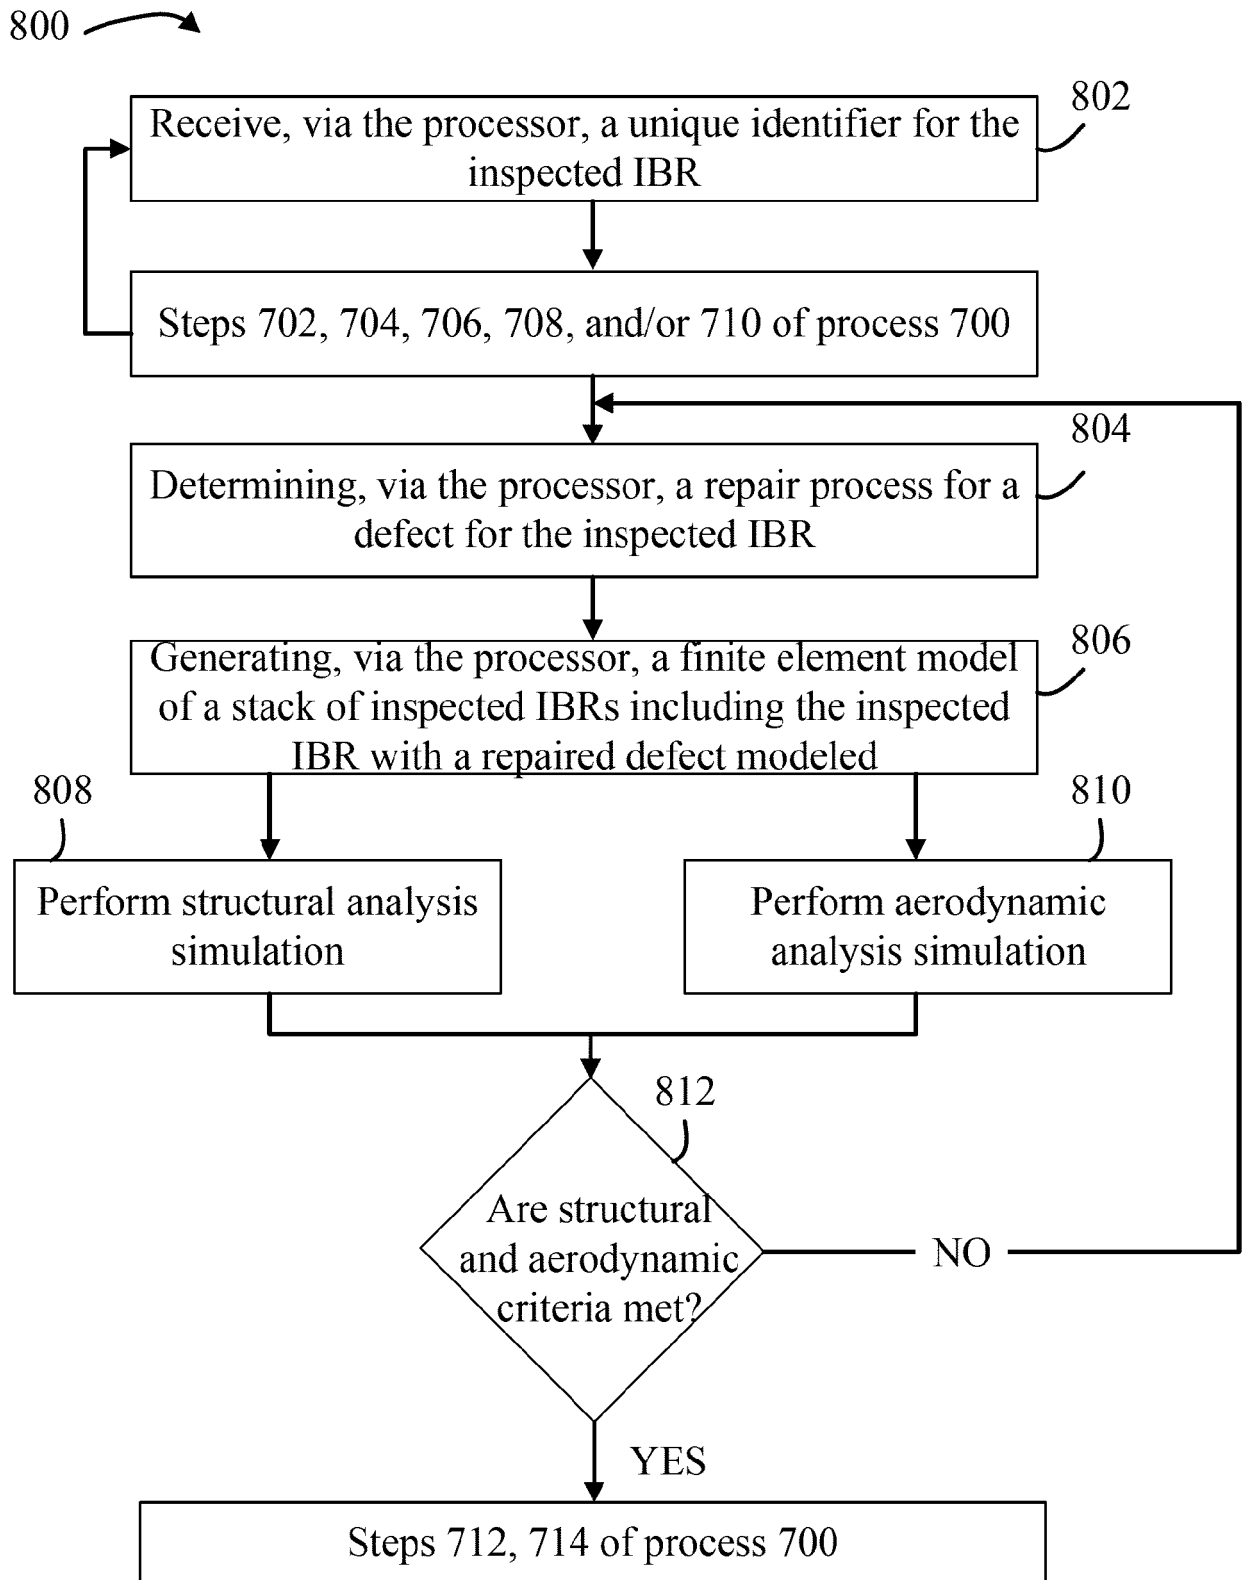 800
802
Receive, via the processor, a unique identifier for the
inspected IBR
Steps 702, 704, 706, 708, and/or 710 of process 700
804
Determining, via the processor, a repair process for a
defect for the inspected IBR
806
Generating, via the processor, a finite element model
of a stack of inspected IBRs including the inspected
IBR with a repaired defect modeled
808
810
Perform structural analysis
simulation
Perform aerodynamic
analysis simulation
812
Are structural
and aerodynamic
criteria met?
NO
YES
Steps 712, 714 of process 700